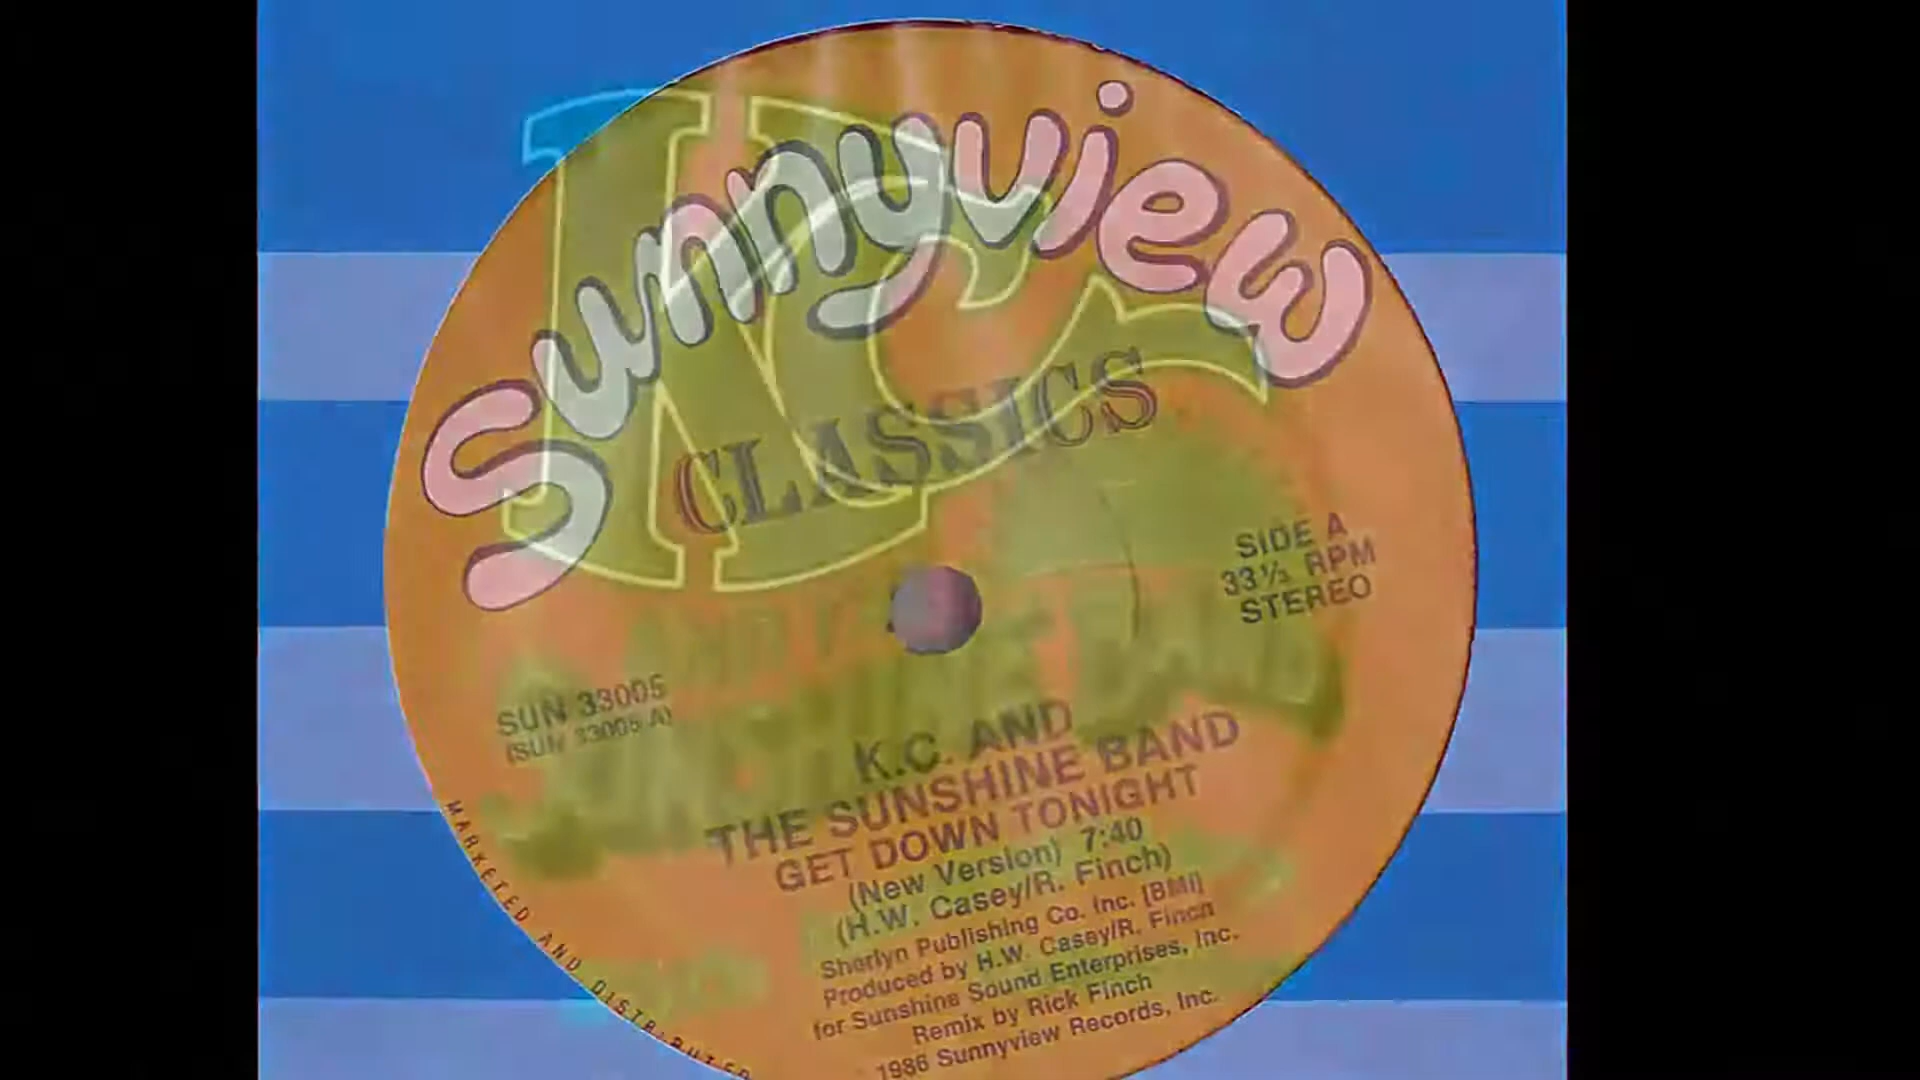 KC
Sunnyview
CLASSICS
SIDE A
33⅓ RPM
STEREO
SUN 33005
(SUN 33005 A)
K.C. AND
THE SUNSHINE BAND
GET DOWN TONIGHT
(New Version) 7:40
(H.W. Casey/R. Finch)
Sherlyn Publishing Co. Inc. [BMI]
Produced by H.W. Casey/R. Finch
for Sunshine Sound Enterprises, Inc.
Remix by Rick Finch
1986 Sunnyview Records, Inc.
MARKETED AND DISTRIBUTED